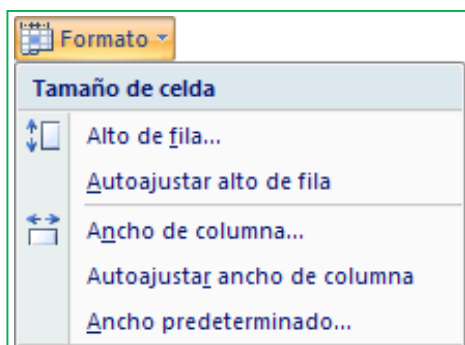 Formato
Tamaño de celda
Alto de fila...
Autoajustar alto de fila
Ancho de columna...
Autoajustar ancho de columna
Ancho predeterminado...